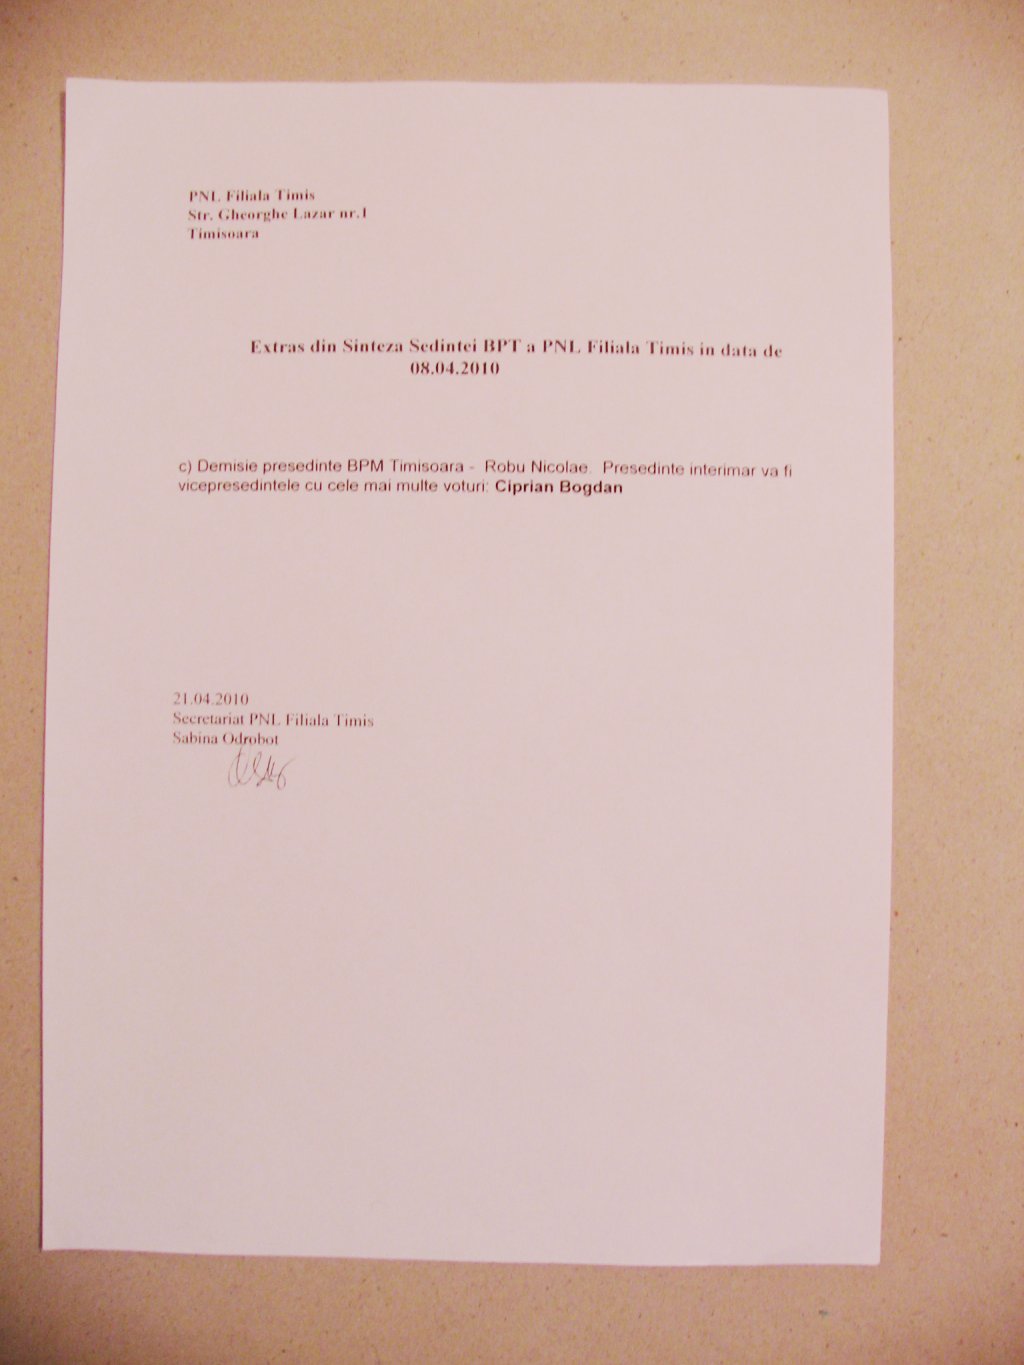 PNL Filiala Timis
Str. Gheorghe Lazar nr.1
Timisoara
Extras din Sinteza Sedintei BPT a PNL Filiala Timis in data de
08.04.2010
c) Demisie presedinte BPM Timisoara - Robu Nicolae. Presedinte interimar va fi
vicepresedintele cu cele mai multe voturi: Ciprian Bogdan
21.04.2010
Secretariat PNL Filiala Timis
Sabina Odrobot